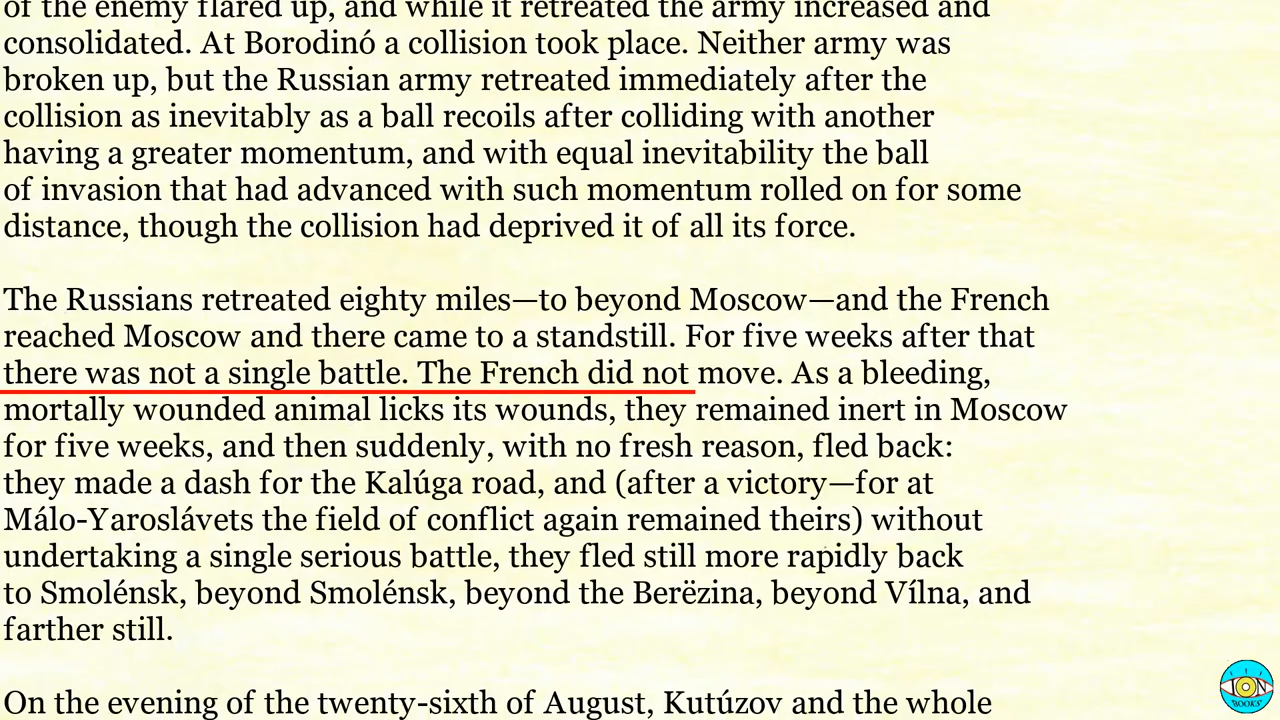 of the enemy flared up, and while it retreated the army increased and
consolidated. At Borodinó a collision took place. Neither army was
broken up, but the Russian army retreated immediately after the
collision as inevitably as a ball recoils after colliding with another
having a greater momentum, and with equal inevitability the ball
of invasion that had advanced with such momentum rolled on for some
distance, though the collision had deprived it of all its force.
The Russians retreated eighty miles—to beyond Moscow—and the French
reached Moscow and there came to a standstill. For five weeks after that
there was not a single battle. The French did not move. As a bleeding,
mortally wounded animal licks its wounds, they remained inert in Moscow
for five weeks, and then suddenly, with no fresh reason, fled back:
they made a dash for the Kalúga road, and (after a victory—for at
Málo-Yaroslávets the field of conflict again remained theirs) without
undertaking a single serious battle, they fled still more rapidly back
to Smolénsk, beyond Smolénsk, beyond the Berëzina, beyond Vílna, and
farther still.
On the evening of the twenty-sixth of August, Kutúzov and the whole
ION
BOOKS